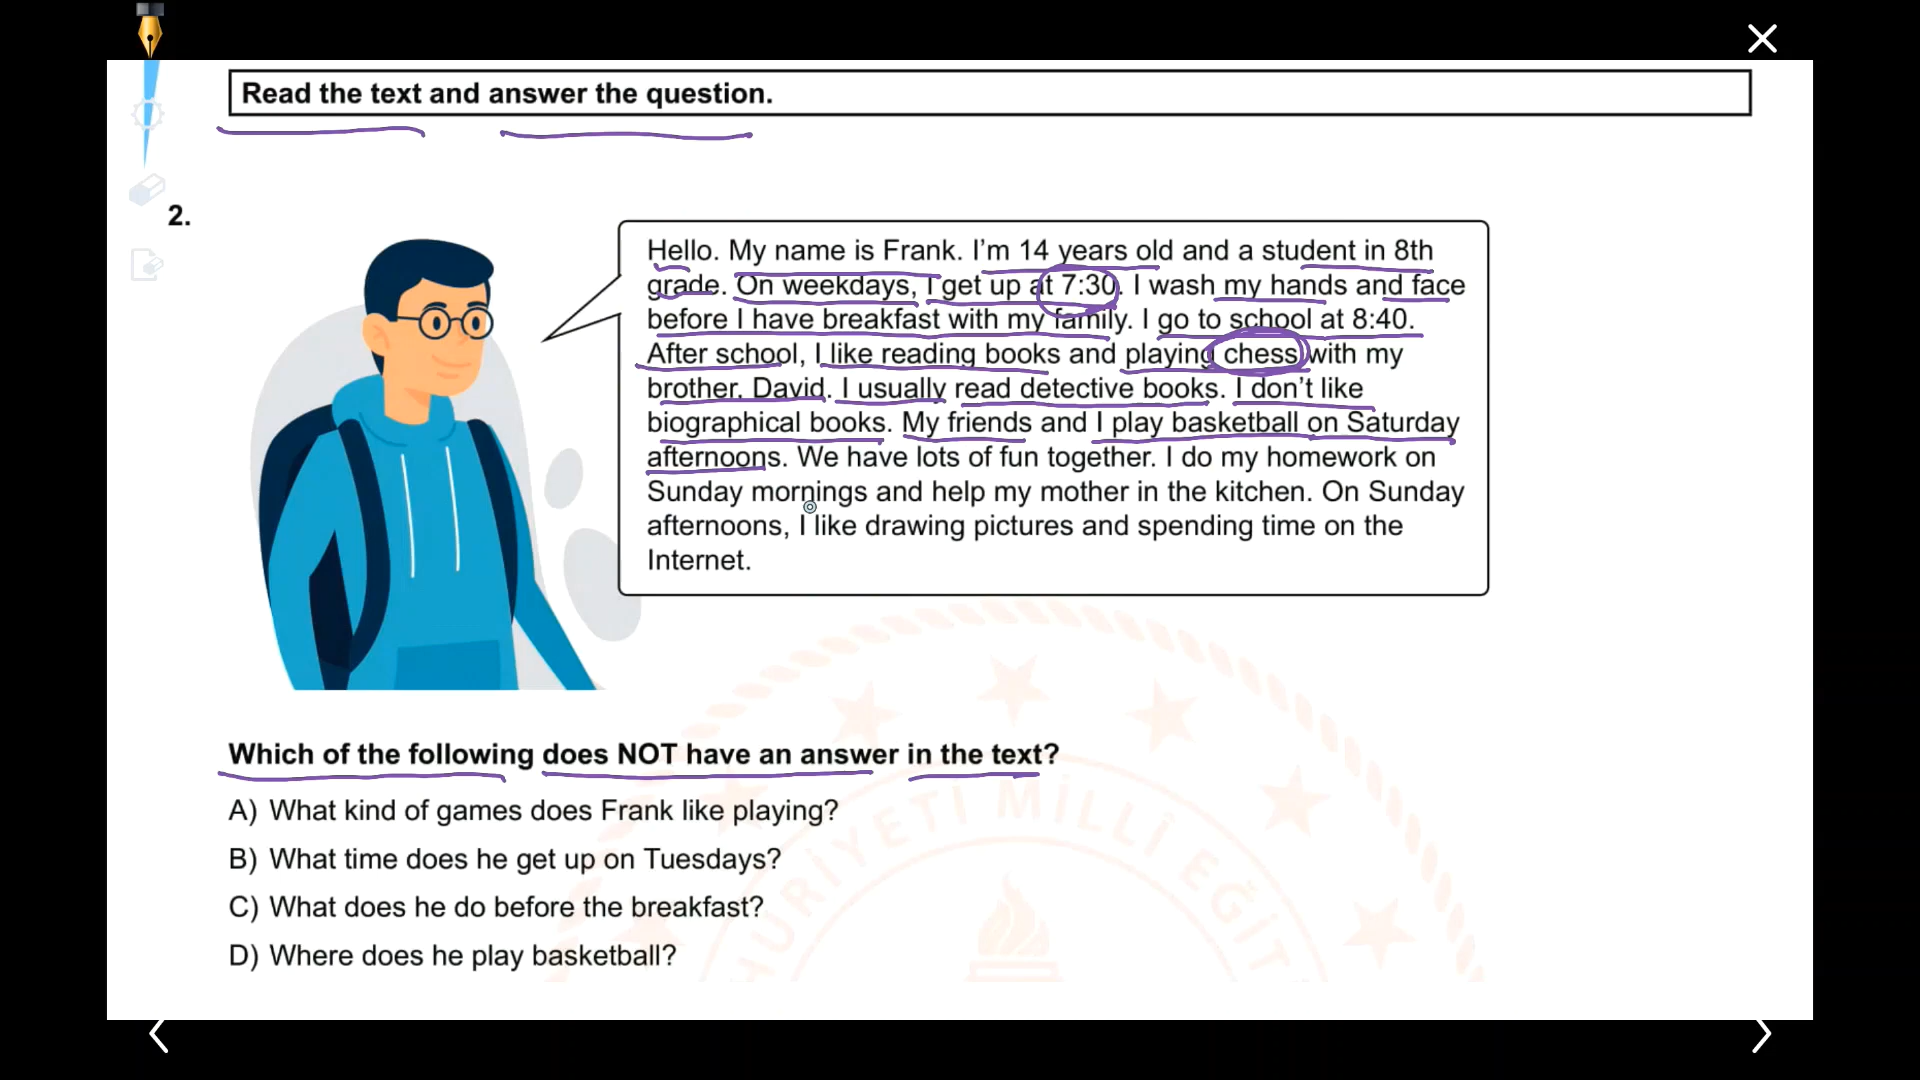 Read the text and answer the question.
2.
Hello. My name is Frank. I’m 14 years old and a student in 8th
grade. On weekdays, I get up at 7:30. I wash my hands and face
before I have breakfast with my family. I go to school at 8:40.
After school, I like reading books and playing chess with my
brother, David. I usually read detective books. I don’t like
biographical books. My friends and I play basketball on Saturday
afternoons. We have lots of fun together. I do my homework on
Sunday mornings and help my mother in the kitchen. On Sunday
afternoons, I like drawing pictures and spending time on the
Internet.
Which of the following does NOT have an answer in the text?
A) What kind of games does Frank like playing?
B) What time does he get up on Tuesdays?
C) What does he do before the breakfast?
D) Where does he play basketball?
HURİYETİ MİLLÎ EĞİT